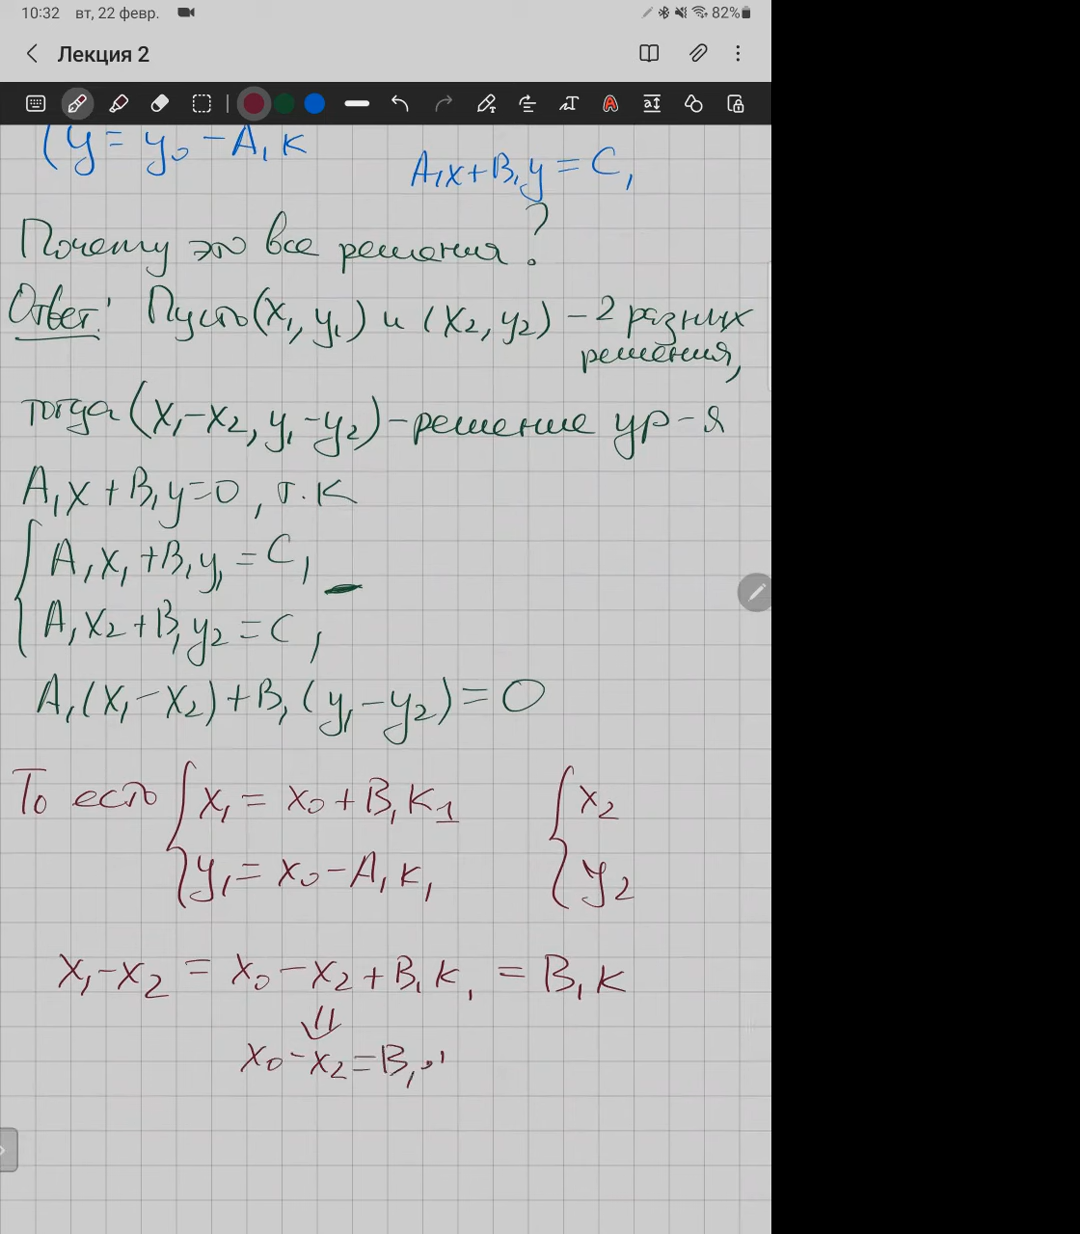 10:32 вт, 22 февр. 82%
Лекция 2
y = y₀ - A₁k
A₁x + B₁y = C₁
Почему это все решения?
Ответ: Пусть (x₁, y₁) и (x₂, y₂) - 2 разных
решения,
тогда (x₁-x₂, y₁-y₂) - решение ур-я
A₁x + B₁y = 0, т.к
A₁x₁ + B₁y₁ = C₁
A₁x₂ + B₁y₂ = C₁
A₁(x₁-x₂) + B₁(y₁-y₂) = 0
То есть { x₁ = x₀ + B₁k₁ { x₂
y₁ = x₀ - A₁k₁ y₂
x₁-x₂ = x₀-x₂+B₁k₁ = B₁k
⇓
x₀-x₂=B₁